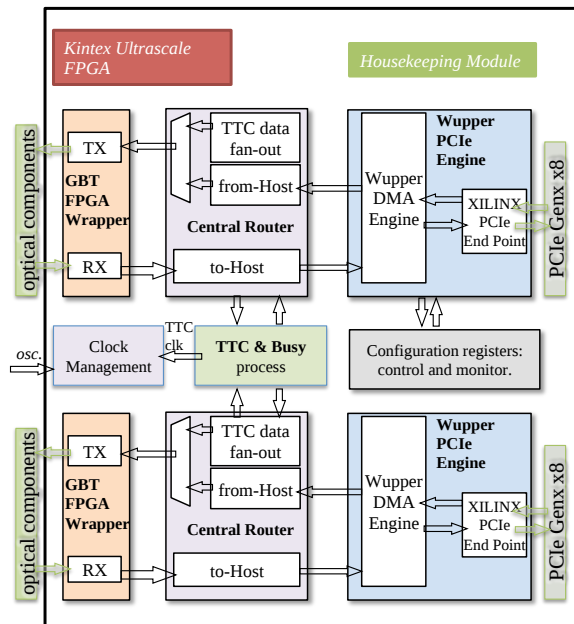 Kintex Ultrascale
FPGA
Housekeeping Module
optical components
TX
GBT
FPGA
Wrapper
RX
TTC data
fan-out
from-Host
Central Router
to-Host
Wupper
DMA
Engine
Wupper
PCIe
Engine
XILINX
PCIe
End Point
PCIe Genx x8
osc.
Clock
Management
TTC
clk
TTC & Busy
process
Configuration registers:
control and monitor.
optical components
TX
GBT
FPGA
Wrapper
RX
TTC data
fan-out
from-Host
Central Router
to-Host
Wupper
DMA
Engine
Wupper
PCIe
Engine
XILINX
PCIe
End Point
PCIe Genx x8